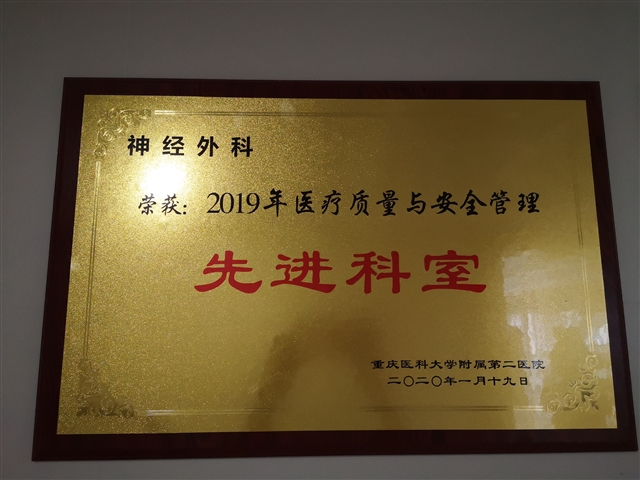 神经外科
荣获：2019年医疗质量与安全管理
先进科室
重庆医科大学附属第二医院
二〇二〇年一月十九日